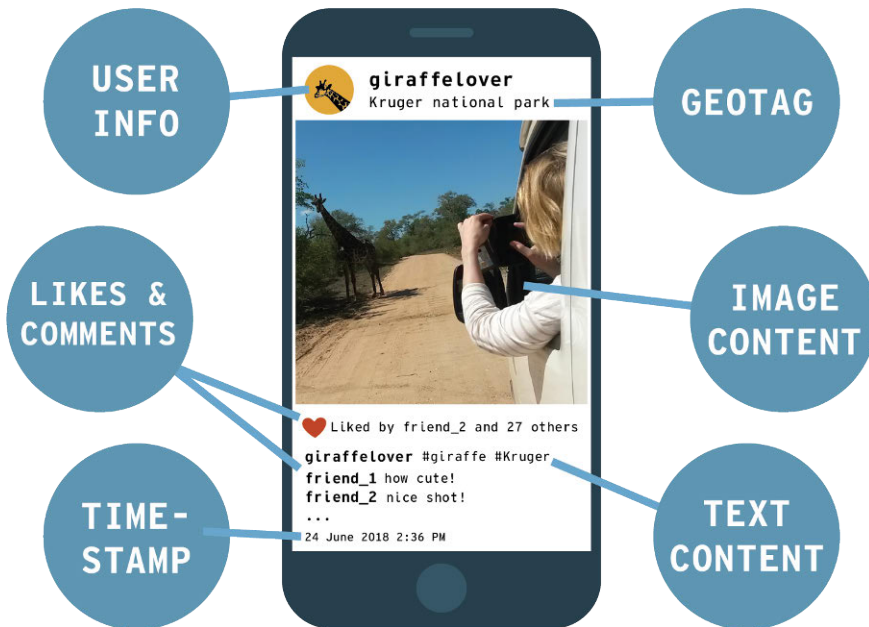 USER
INFO
giraffelover
Kruger national park
GEOTAG
LIKES &
COMMENTS
IMAGE
CONTENT
Liked by friend_2 and 27 others
giraffelover #giraffe #Kruger
friend_1 how cute!
friend_2 nice shot!
...
24 June 2018 2:36 PM
TIME-
STAMP
TEXT
CONTENT